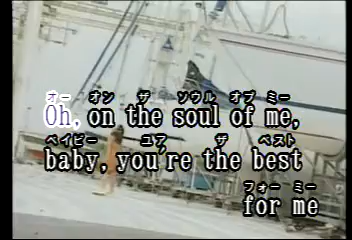 オー オン ザ ソウル オブ ミー
Oh, on the soul of me,
ベイビー ユア ザ ベスト
baby, you're the best
フォー ミー
for me